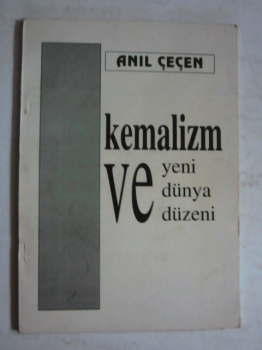 ANIL ÇEÇEN
kemalizm
ve yeni
dünya
düzeni